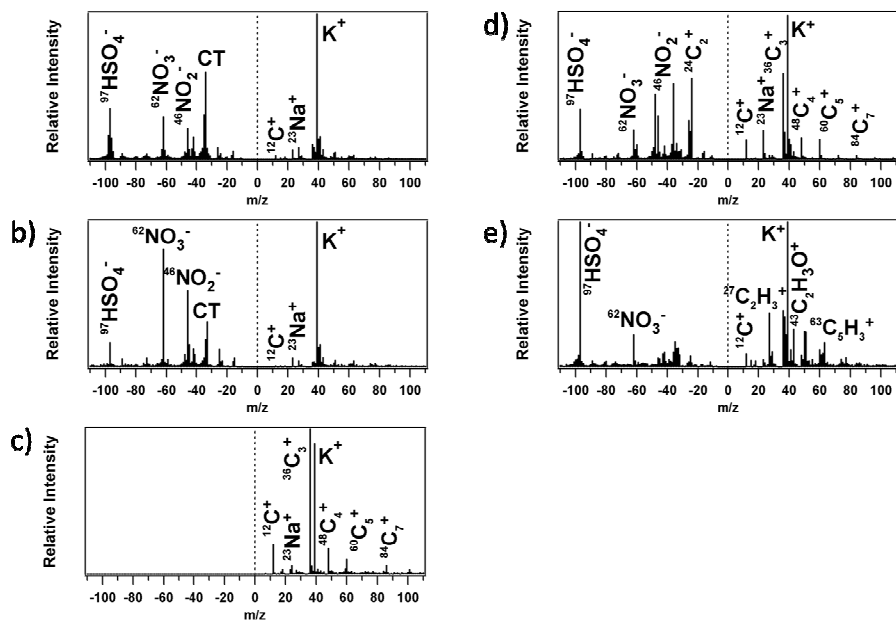 Relative Intensity
⁹⁷HSO₄⁻ ⁶²NO₃⁻ ⁴⁶NO₂⁻ CT ¹²C⁺ ²³Na⁺ K⁺
-100 -80 -60 -40 -20 0 20 40 60 80 100
m/z
b)
Relative Intensity
⁹⁷HSO₄⁻ ⁶²NO₃⁻ ⁴⁶NO₂⁻ CT ¹²C⁺ ²³Na⁺ K⁺
-100 -80 -60 -40 -20 0 20 40 60 80 100
m/z
c)
Relative Intensity
¹²C⁺ ²³Na⁺ ³⁶C₃⁺ K⁺ ⁴⁸C₄⁺ ⁶⁰C₅⁺ ⁸⁴C₇⁺
-100 -80 -60 -40 -20 0 20 40 60 80 100
m/z
d)
Relative Intensity
⁹⁷HSO₄⁻ ⁶²NO₃⁻ ⁴⁶NO₂⁻ ²⁴C₂⁺ ¹²C⁺ ²³Na⁺ ³⁶C₃⁺ K⁺ ⁴⁸C₄⁺ ⁶⁰C₅⁺ ⁸⁴C₇⁺
-100 -80 -60 -40 -20 0 20 40 60 80 100
m/z
e)
Relative Intensity
⁹⁷HSO₄⁻ ⁶²NO₃⁻ ¹²C⁺ ²⁷C₂H₃⁺ K⁺ ⁴³C₂H₃O⁺ ⁶³C₅H₃⁺
-100 -80 -60 -40 -20 0 20 40 60 80 100
m/z